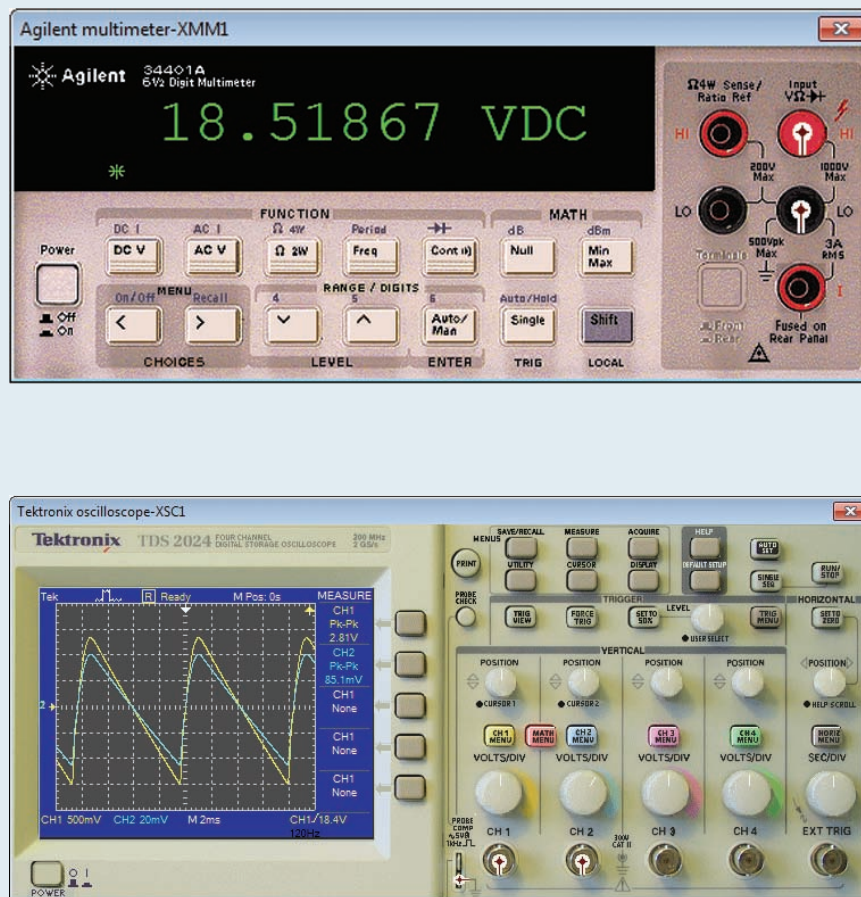 Agilent multimeter-XMM1
Agilent 34401A
6½ Digit Multimeter
18.51867 VDC
Ω4W Sense/
Ratio Ref
Input
VΩ
HI
HI
200V
Max
1000V
Max
LO
LO
500Vpk
Max
3A
RMS
Terminals
I
Front
Rear
Fused on
Rear Panal
Power
Off
On
FUNCTION
MATH
DC I
AC I
Ω 4W
Period
dB
dBm
DC V
AC V
Ω 2W
Freq
Cont
Null
Min
Max
On/Off
MENU
Recall
RANGE / DIGITS
4
5
6
Auto/Hold
<
>
Auto/
Man
Single
Shift
CHOICES
LEVEL
ENTER
TRIG
LOCAL
Tektronix oscilloscope-XSC1
Tektronix TDS 2024
FOUR CHANNEL
DIGITAL STORAGE OSCILLOSCOPE
200 MHz
2 GS/s
Tek
R Ready
M Pos: 0s
MEASURE
CH1
Pk-Pk
2.81V
CH2
Pk-Pk
85.1mV
CH1
None
CH1
None
CH1
None
2
CH1 500mV CH2 20mV M 2ms CH1 18.4V
120Hz
POWER
O I
MENUS
SAVE/RECALL
MEASURE
ACQUIRE
HELP
AUTO
SET
PRINT
UTILITY
CURSOR
DISPLAY
DEFAULT SETUP
SINGLE
SEQ
RUN/
STOP
PROBE
CHECK
TRIGGER
HORIZONTAL
TRIG
VIEW
FORCE
TRIG
SET TO
50%
LEVEL
USER SELECT
TRIG
MENU
SET TO
ZERO
VERTICAL
POSITION
POSITION
POSITION
POSITION
POSITION
CURSOR 1
CURSOR 2
HELP SCROLL
CH 1
MENU
MATH
MENU
CH 2
MENU
CH 3
MENU
CH 4
MENU
HORIZ
MENU
VOLTS/DIV
VOLTS/DIV
VOLTS/DIV
VOLTS/DIV
SEC/DIV
PROBE
COMP
~5V
1kHz
CH 1
CH 2
300V
CAT II
CH 3
CH 4
EXT TRIG